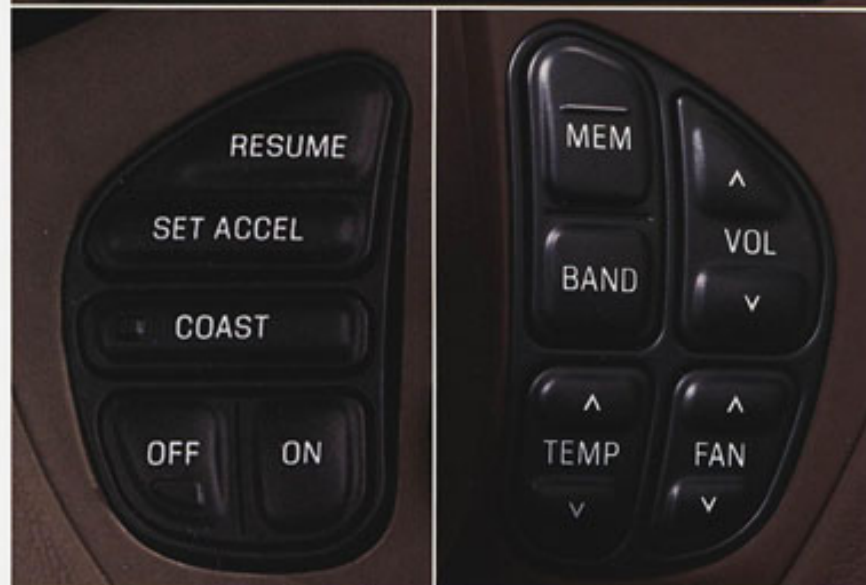 RESUME
SET ACCEL
COAST
OFF ON
MEM
BAND
VOL
TEMP FAN